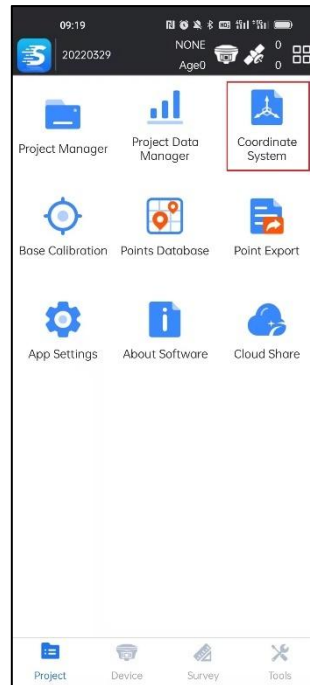 09:19
20222329
NONE
Age0
0
0
Project Manager
Project Data
Manager
Coordinate
System
Base Calibration
Points Database
Point Export
App Settings
About Software
Cloud Share
Project
Device
Survey
Tools